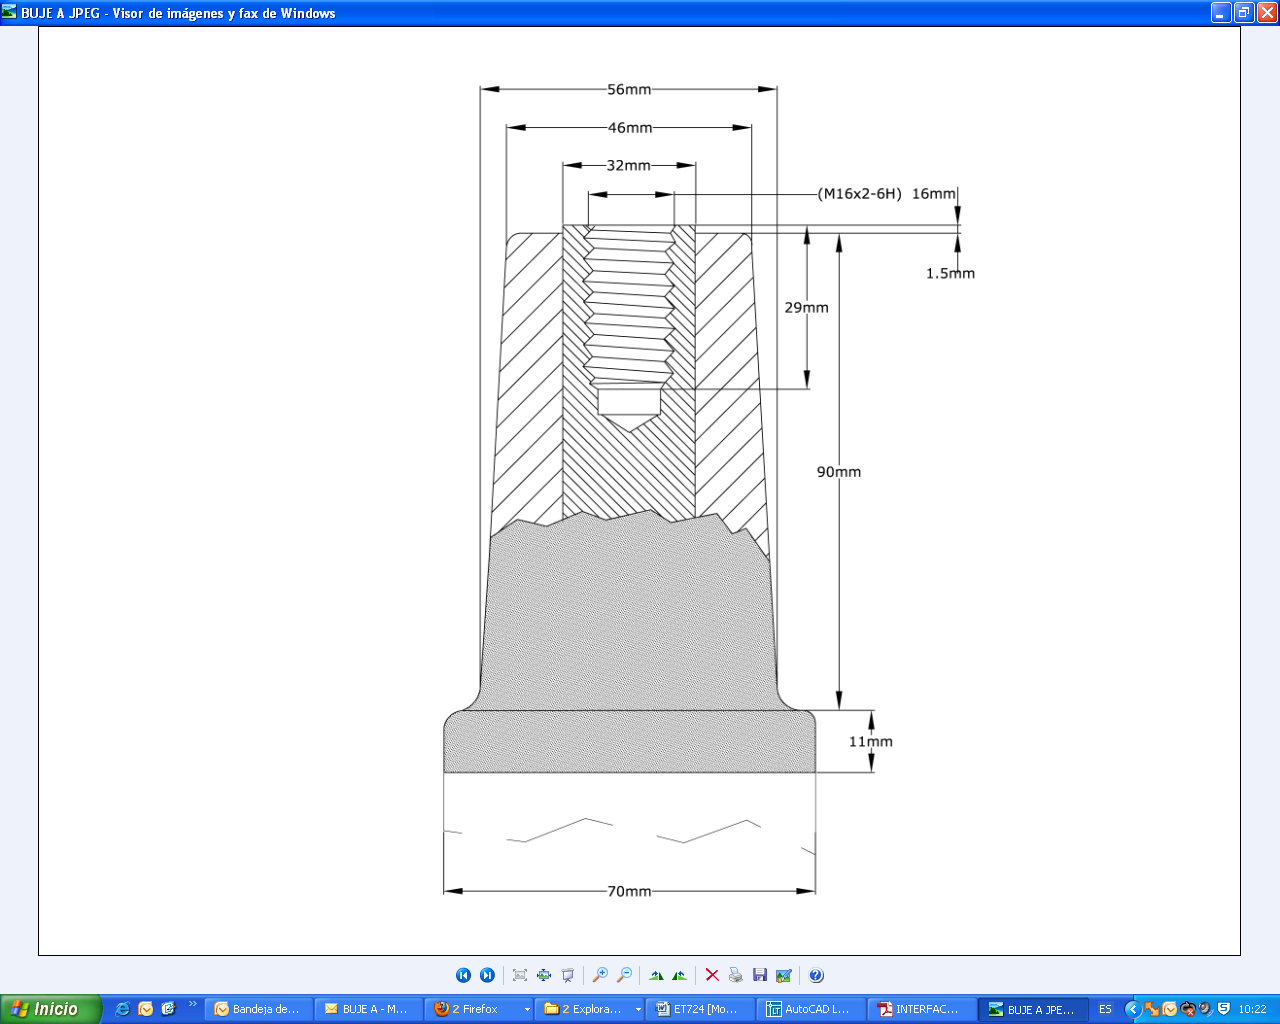 BUJE A JPEG - Visor de imágenes y fax de Windows
56mm
46mm
32mm
(M16x2-6H) 16mm
1.5mm
29mm
90mm
11mm
70mm
Inicio
Bandeja de...
BUJE A - M...
2 Firefox
2 Explora...
ET724 [Mo...
AutoCAD L...
INTERFAC...
BUJE A JPE...
ES
10:22